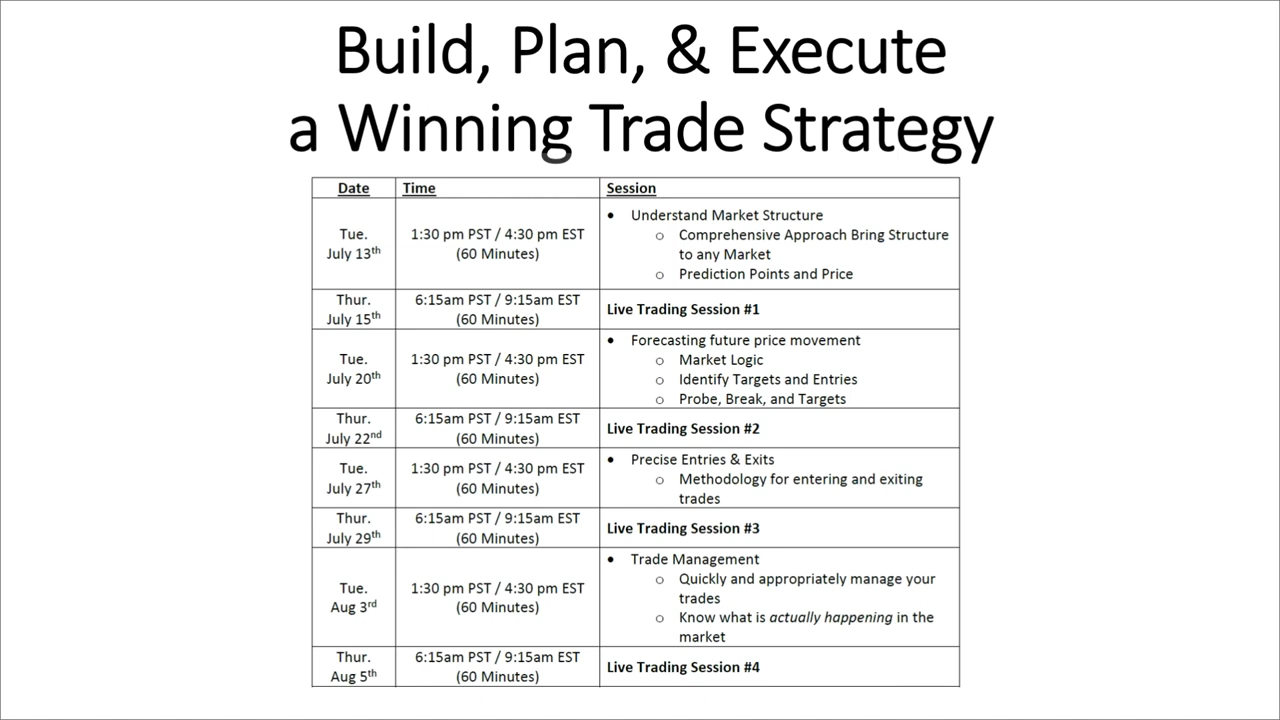 Build, Plan, & Execute
a Winning Trade Strategy
Date Time Session
Tue.
July 13th
1:30 pm PST / 4:30 pm EST
(60 Minutes)
• Understand Market Structure
o Comprehensive Approach Bring Structure
to any Market
o Prediction Points and Price
Thur.
July 15th
6:15am PST / 9:15am EST
(60 Minutes)
Live Trading Session #1
Tue.
July 20th
1:30 pm PST / 4:30 pm EST
(60 Minutes)
• Forecasting future price movement
o Market Logic
o Identify Targets and Entries
o Probe, Break, and Targets
Thur.
July 22nd
6:15am PST / 9:15am EST
(60 Minutes)
Live Trading Session #2
Tue.
July 27th
1:30 pm PST / 4:30 pm EST
(60 Minutes)
• Precise Entries & Exits
o Methodology for entering and exiting
trades
Thur.
July 29th
6:15am PST / 9:15am EST
(60 Minutes)
Live Trading Session #3
Tue.
Aug 3rd
1:30 pm PST / 4:30 pm EST
(60 Minutes)
• Trade Management
o Quickly and appropriately manage your
trades
o Know what is actually happening in the
market
Thur.
Aug 5th
6:15am PST / 9:15am EST
(60 Minutes)
Live Trading Session #4